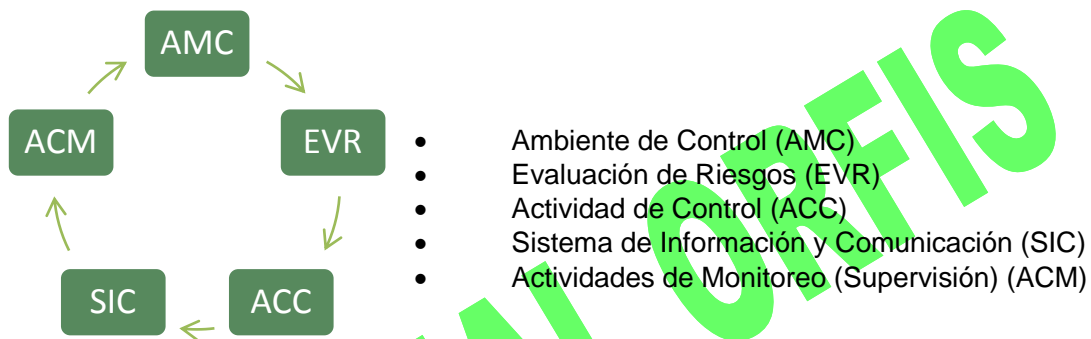 AMC
ACM
EVR
SIC
ACC
• Ambiente de Control (AMC)
• Evaluación de Riesgos (EVR)
• Actividad de Control (ACC)
• Sistema de Información y Comunicación (SIC)
• Actividades de Monitoreo (Supervisión) (ACM)
ORFIS